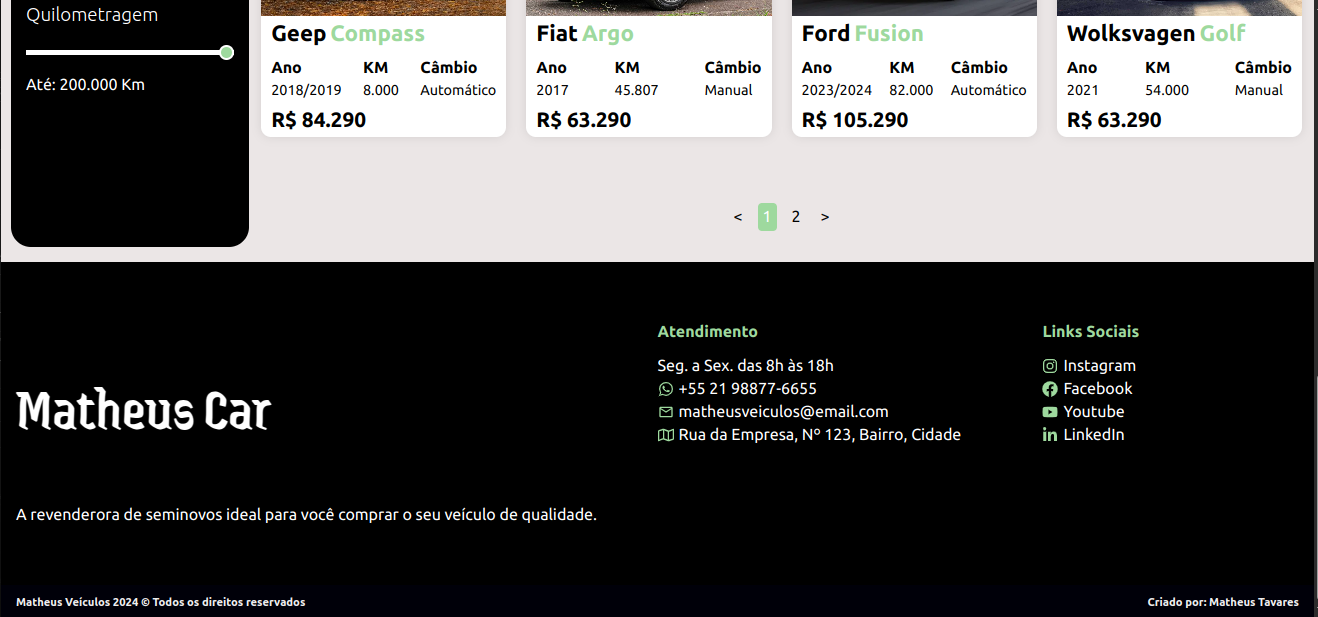 Quilometragem
Até: 200.000 Km
Geep Compass
Ano KM Câmbio
2018/2019 8.000 Automático
R$ 84.290
Fiat Argo
Ano KM Câmbio
2017 45.807 Manual
R$ 63.290
Ford Fusion
Ano KM Câmbio
2023/2024 82.000 Automático
R$ 105.290
Wolksvagen Golf
Ano KM Câmbio
2021 54.000 Manual
R$ 63.290
< 1 2 >
Matheus Car
A revenderora de seminovos ideal para você comprar o seu veículo de qualidade.
Atendimento
Seg. a Sex. das 8h às 18h
+55 21 98877-6655
matheusveiculos@email.com
Rua da Empresa, Nº 123, Bairro, Cidade
Links Sociais
Instagram
Facebook
Youtube
LinkedIn
Matheus Veículos 2024 © Todos os direitos reservados
Criado por: Matheus Tavares